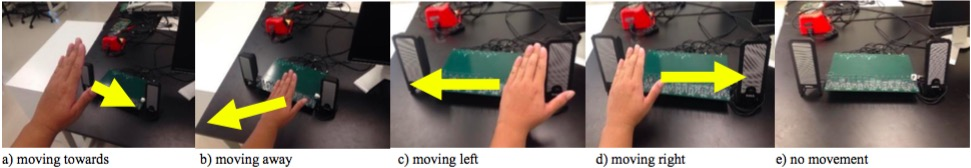 a) moving towards
b) moving away
c) moving left
d) moving right
e) no movement